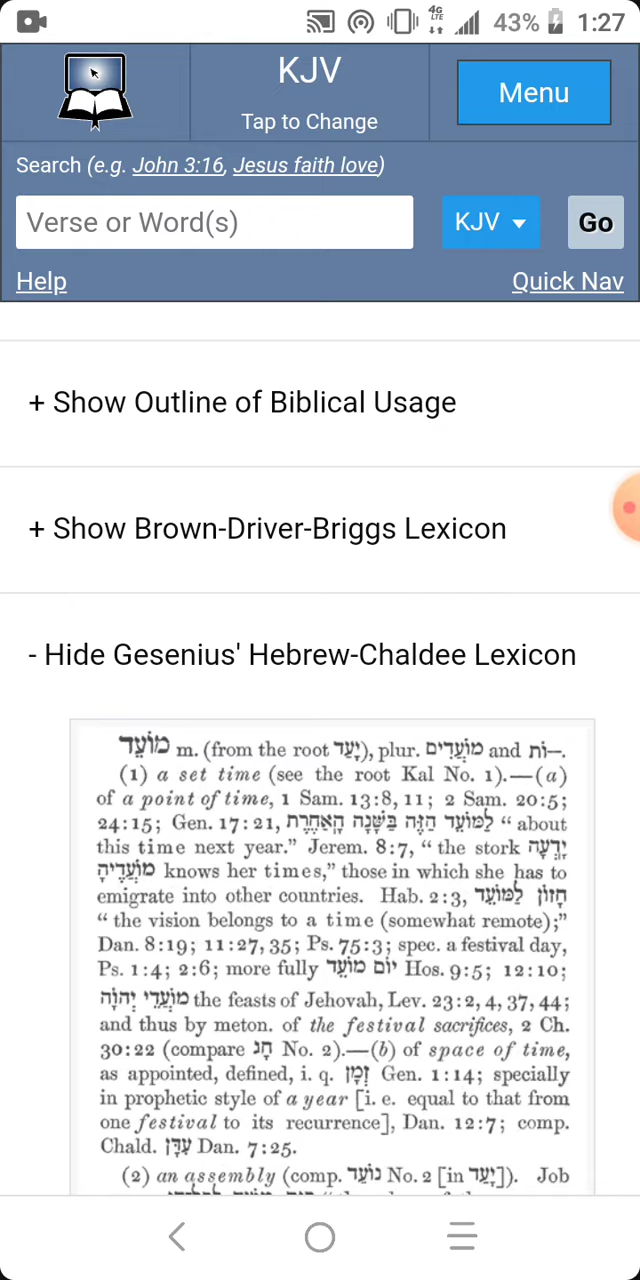 4G
LTE
43%
1:27
KJV
Tap to Change
Menu
Search (e.g. John 3:16, Jesus faith love)
Verse or Word(s)
KJV
Go
Help
Quick Nav
+ Show Outline of Biblical Usage
+ Show Brown-Driver-Briggs Lexicon
- Hide Gesenius' Hebrew-Chaldee Lexicon
מוֹעֵד m. (from the root יָעַד), plur. מוֹעֲדִים and וֹת—.
(1) a set time (see the root Kal No. 1).—(a)
of a point of time, 1 Sam. 13:8, 11; 2 Sam. 20:5;
24:15; Gen. 17:21, לַמּוֹעֵד הַזֶּה בַּשָּׁנָה הָאַחֶרֶת “ about
this time next year.” Jerem. 8:7, “ the stork יָדְעָה
מוֹעֲדֶיהָ knows her times,” those in which she has to
emigrate into other countries. Hab. 2:3, חָזוֹן לַמּוֹעֵד
“ the vision belongs to a time (somewhat remote);”
Dan. 8:19; 11:27, 35; Ps. 75:3; spec. a festival day,
Ps. 1:4; 2:6; more fully יוֹם מוֹעֵד Hos. 9:5; 12:10;
מוֹעֲדֵי יְהוָֹה the feasts of Jehovah, Lev. 23:2, 4, 37, 44;
and thus by meton. of the festival sacrifices, 2 Ch.
30:22 (compare חָג No. 2).—(b) of space of time,
as appointed, defined, i. q. זְמָן Gen. 1:14; specially
in prophetic style of a year [i. e. equal to that from
one festival to its recurrence], Dan. 12:7; comp.
Chald. עִדָּן Dan. 7:25.
(2) an assembly (comp. נוֹעַד No. 2 [in יָעַד]). Job